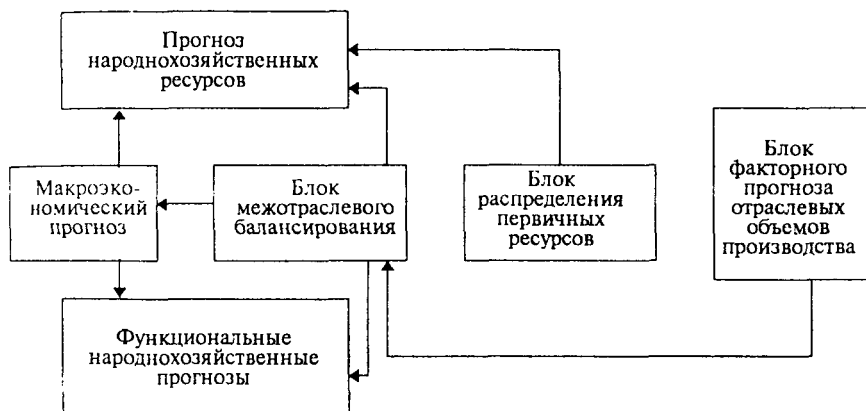 Прогноз
народнохозяйственных
ресурсов
Макроэко-
номический
прогноз
Блок
межотраслевого
балансирования
Блок
распределения
первичных
ресурсов
Блок
факторного
прогноза
отраслевых
объемов
производства
Функциональные
народнохозяйственные
прогнозы